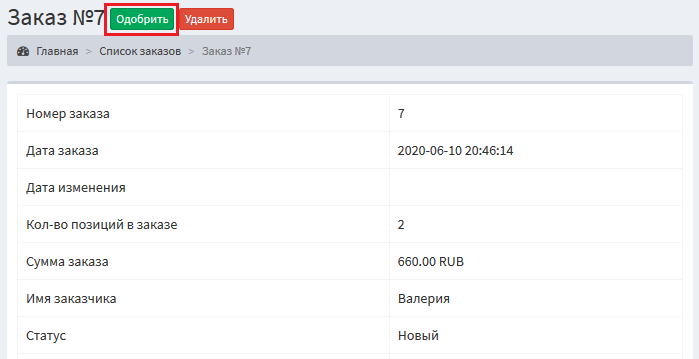 Заказ №7 Одобрить Удалить
Главная > Список заказов > Заказ №7
Номер заказа 7
Дата заказа 2020-06-10 20:46:14
Дата изменения
Кол-во позиций в заказе 2
Сумма заказа 660.00 RUB
Имя заказчика Валерия
Статус Новый